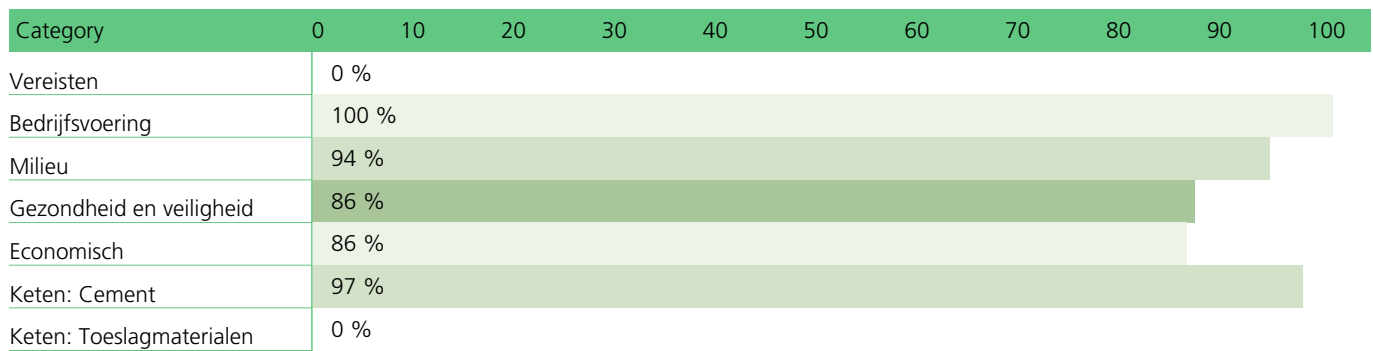 Category 0 10 20 30 40 50 60 70 80 90 100
Vereisten 0 %
Bedrijfsvoering 100 %
Milieu 94 %
Gezondheid en veiligheid 86 %
Economisch 86 %
Keten: Cement 97 %
Keten: Toeslagmaterialen 0 %